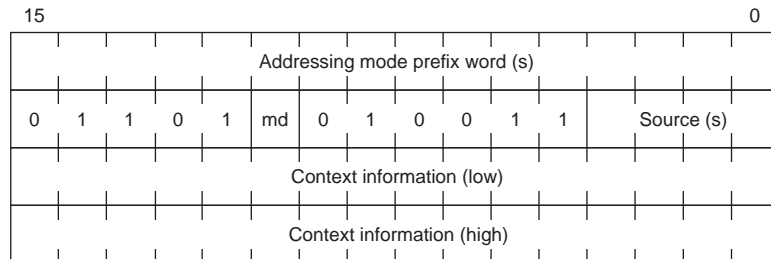 15 0
Addressing mode prefix word (s)
0 1 1 0 1 md 0 1 0 0 1 1 Source (s)
Context information (low)
Context information (high)